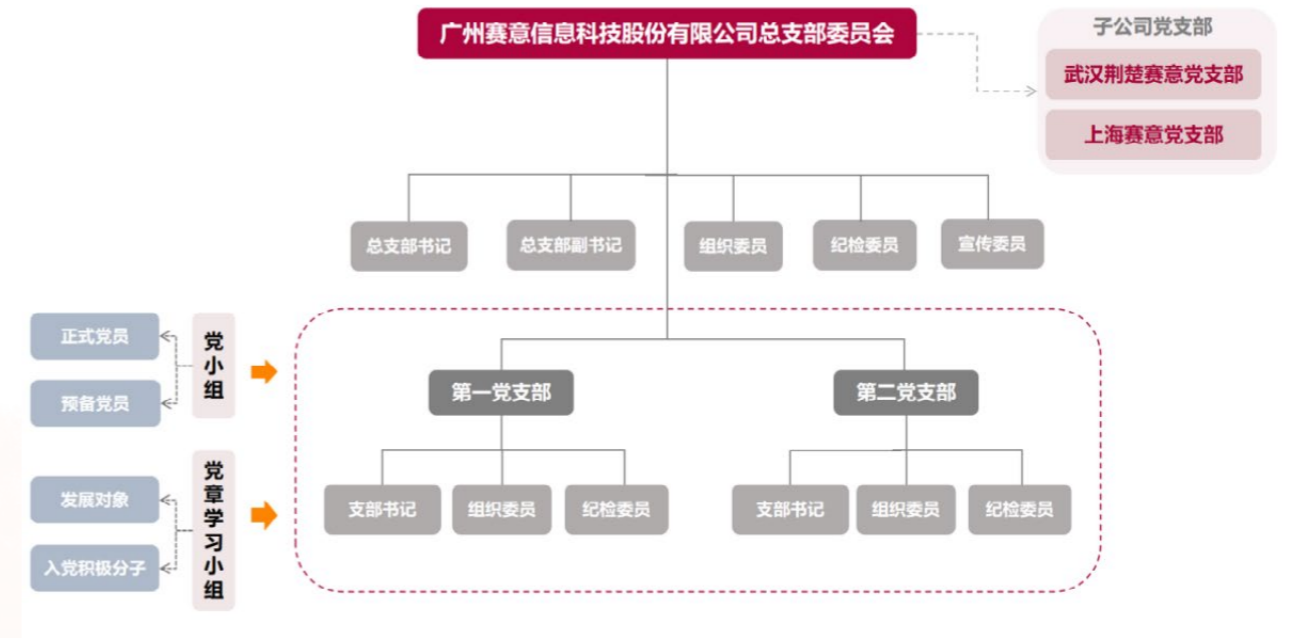 广州赛意信息科技股份有限公司总支部委员会
子公司党支部
武汉荆楚赛意党支部
上海赛意党支部
总支部书记
总支部副书记
组织委员
纪检委员
宣传委员
正式党员
预备党员
党小组
第一党支部
第二党支部
发展对象
入党积极分子
党章学习小组
支部书记
组织委员
纪检委员
支部书记
组织委员
纪检委员